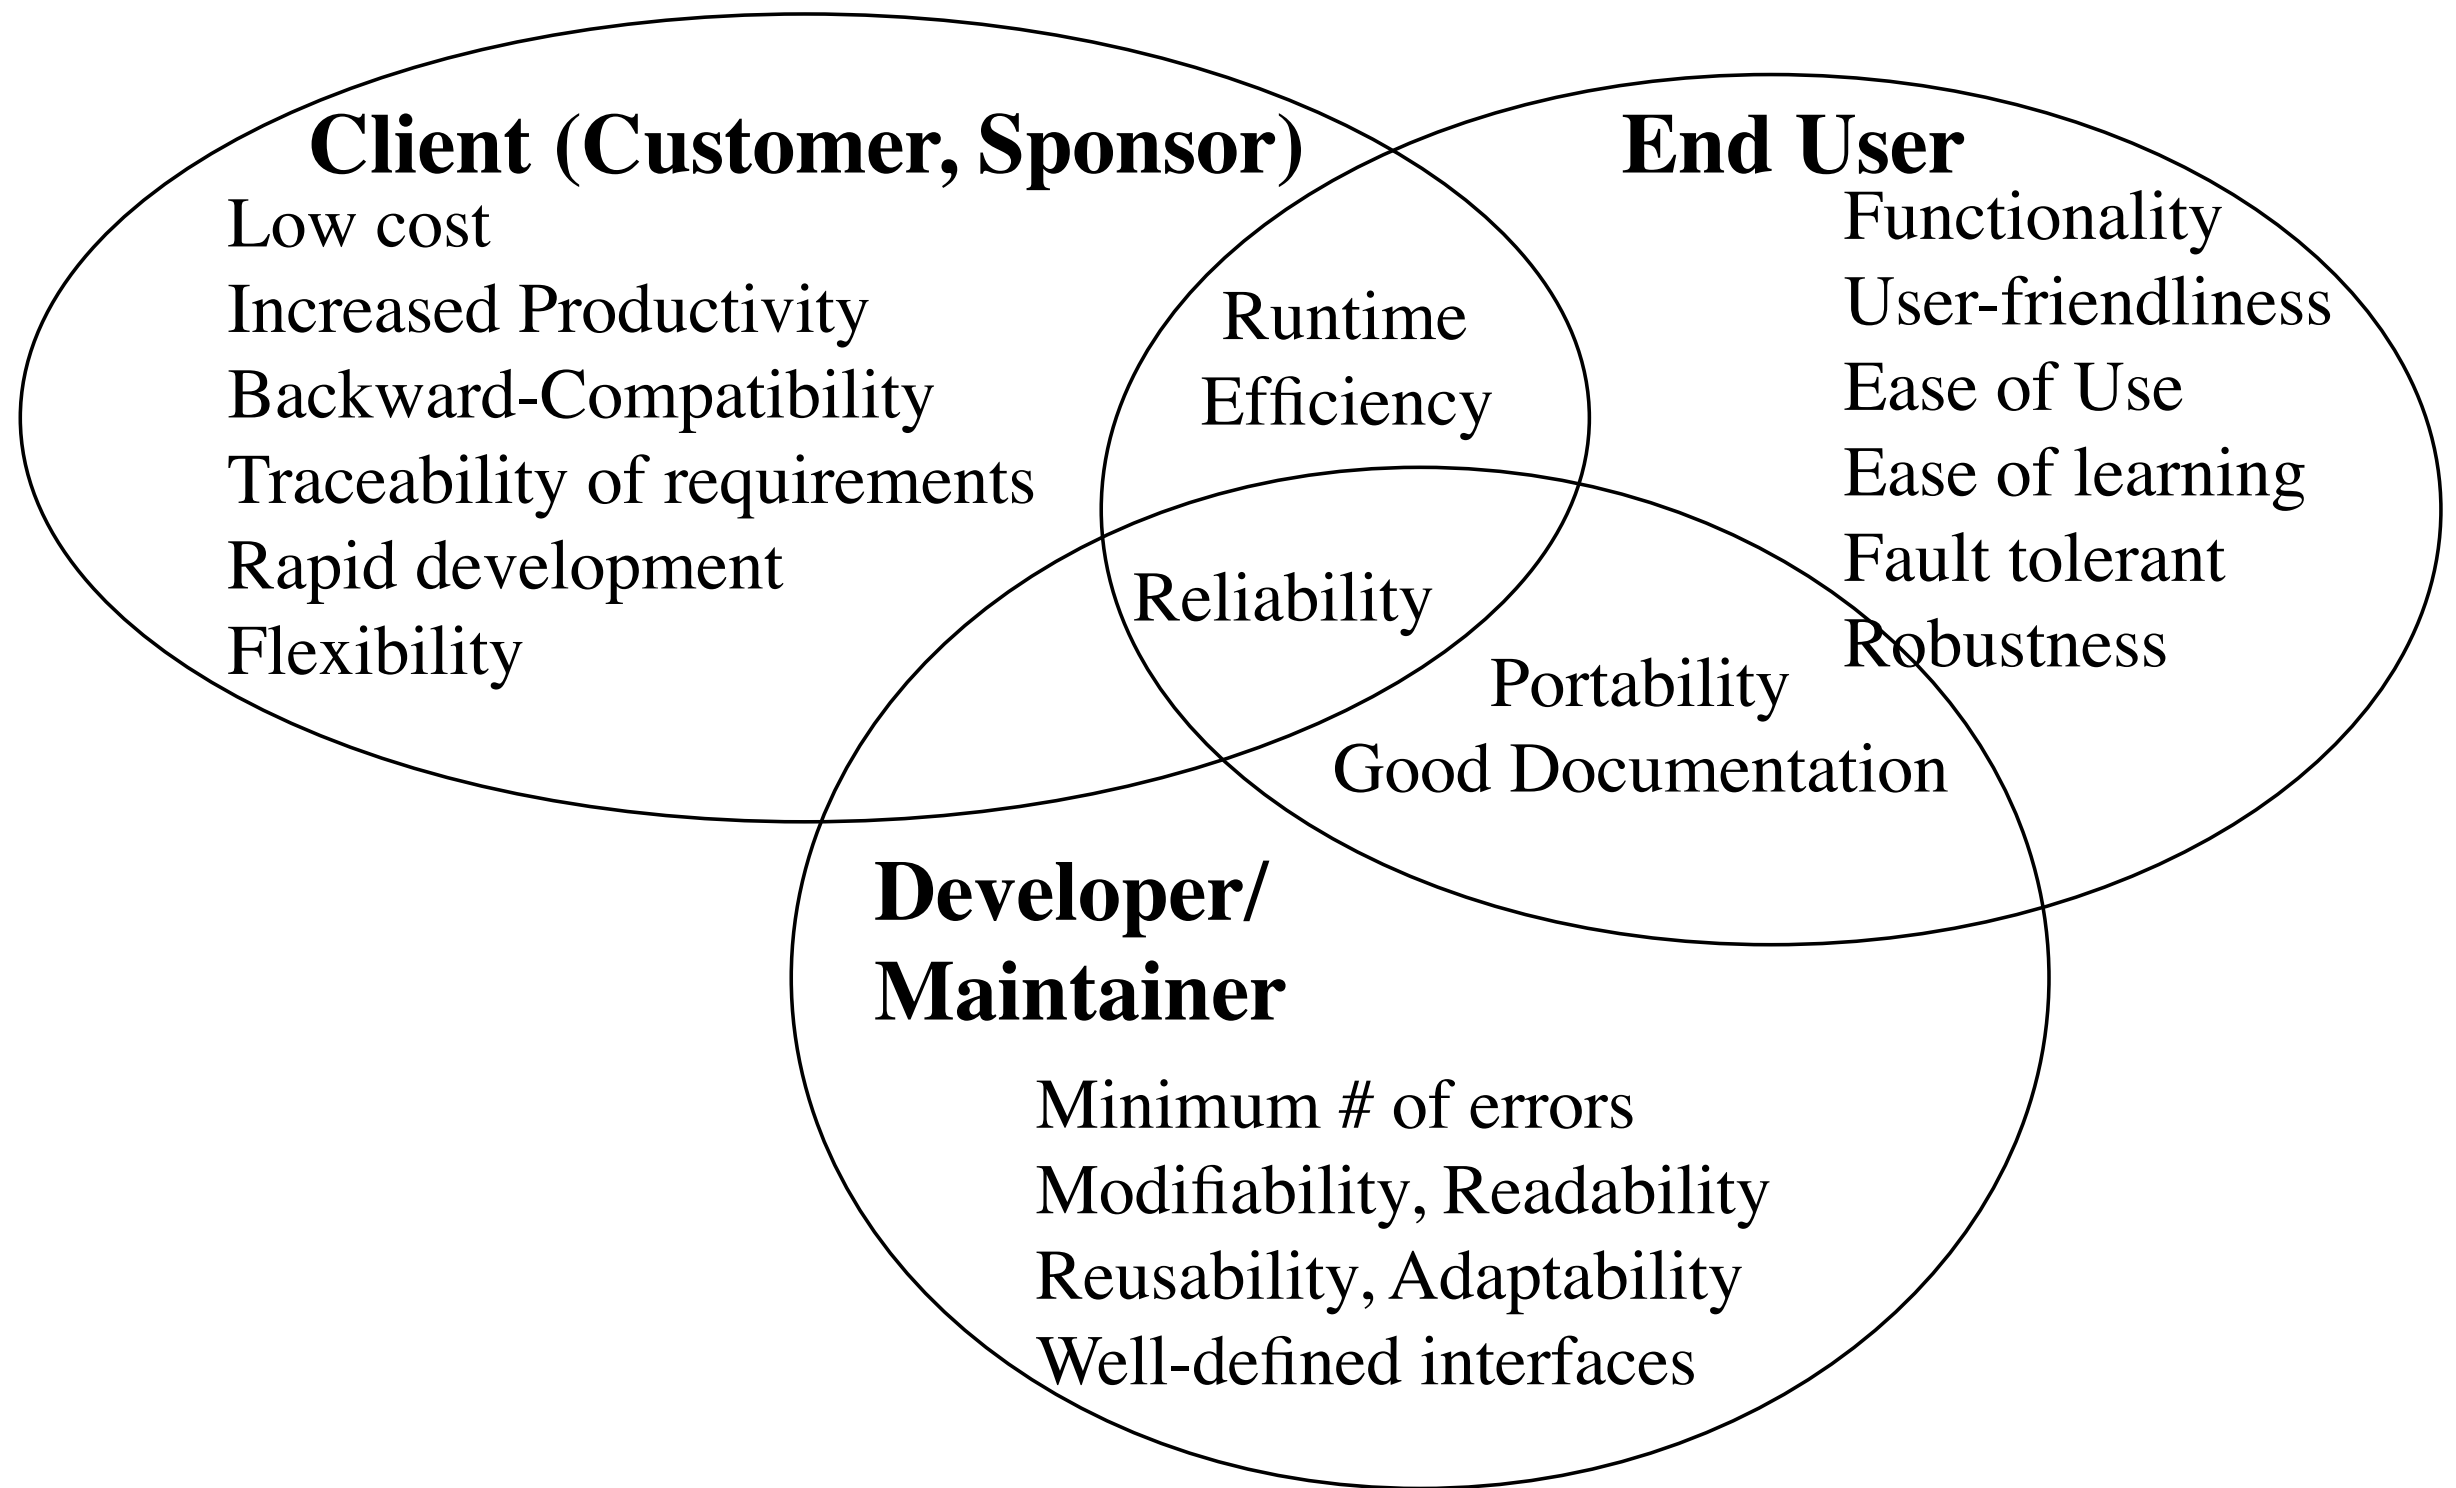 Client (Customer, Sponsor)
Low cost
Increased Productivity
Backward-Compatibility
Traceability of requirements
Rapid development
Flexibility
Runtime
Efficiency
End User
Functionality
User-friendliness
Ease of Use
Ease of learning
Fault tolerant
Robustness
Reliability
Portability
Good Documentation
Developer/
Maintainer
Minimum # of errors
Modifiability, Readability
Reusability, Adaptability
Well-defined interfaces